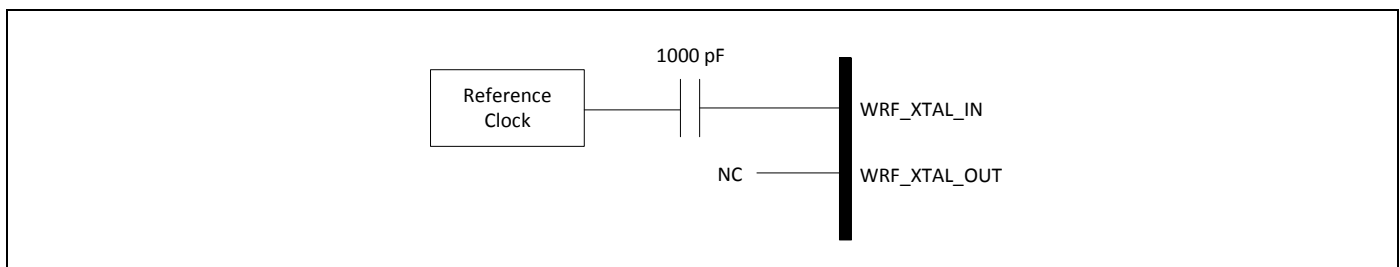 1000 pF
Reference
Clock
WRF_XTAL_IN
NC
WRF_XTAL_OUT